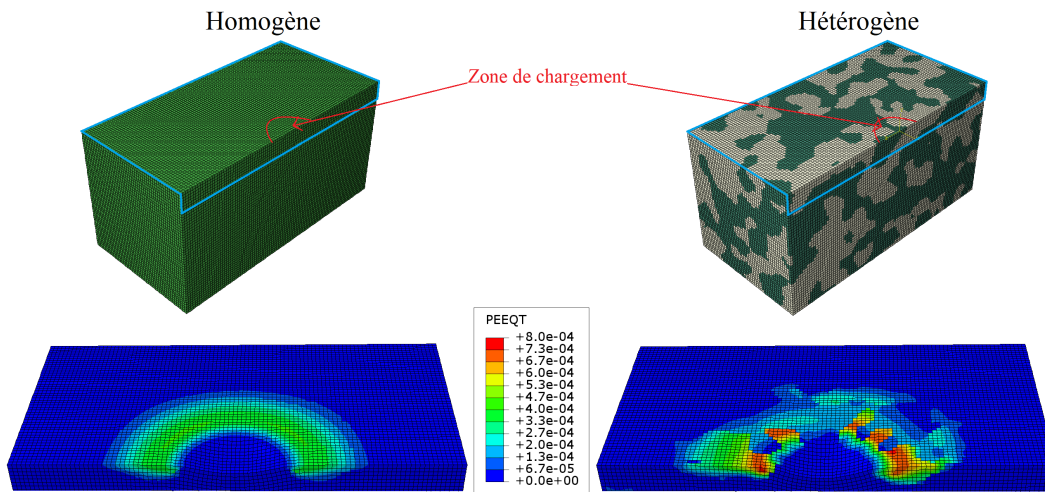 Homogène
Hétérogène
Zone de chargement
PEEQT
+8.0e-04
+7.3e-04
+6.7e-04
+6.0e-04
+5.3e-04
+4.7e-04
+4.0e-04
+3.3e-04
+2.7e-04
+2.0e-04
+1.3e-04
+6.7e-05
+0.0e+00